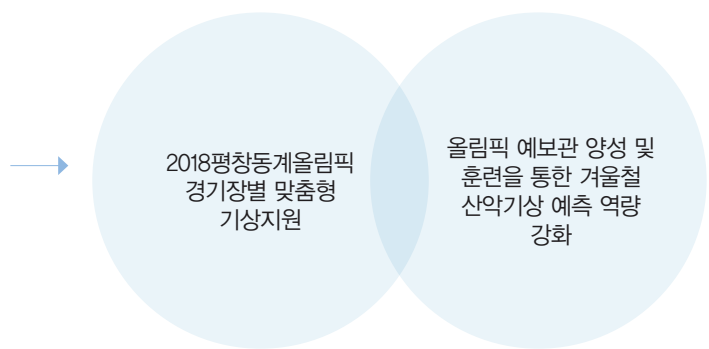 2018평창동계올림픽
경기장별 맞춤형
기상지원
올림픽 예보관 양성 및
훈련을 통한 겨울철
산악기상 예측 역량
강화